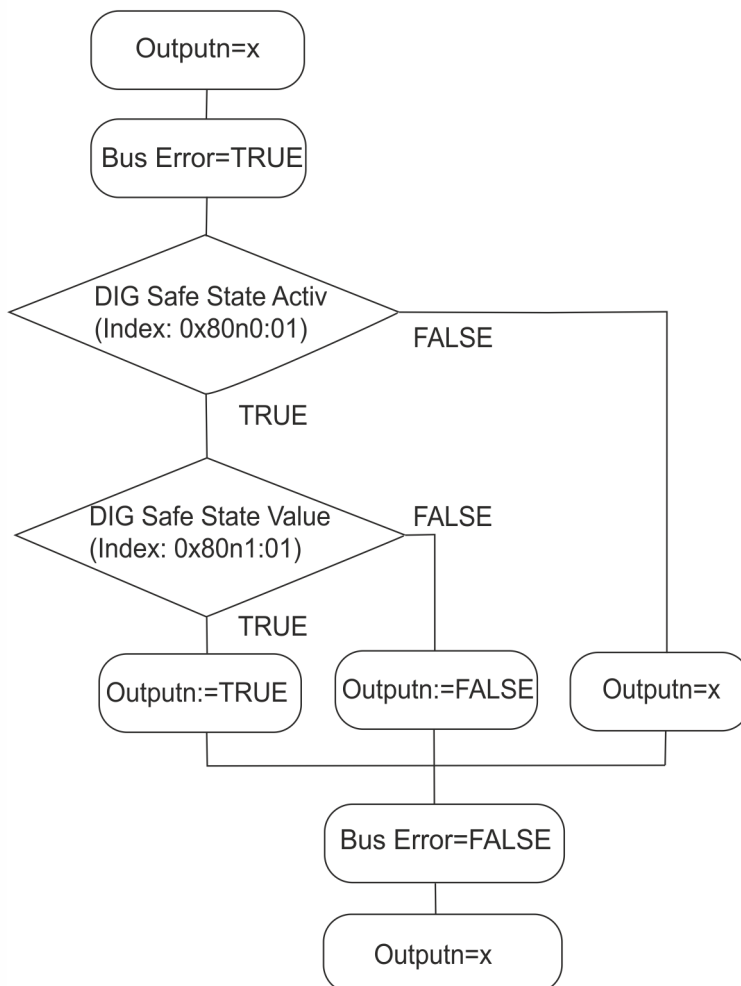 Outputn=x
Bus Error=TRUE
DIG Safe State Activ
(Index: 0x80n0:01)
FALSE
TRUE
DIG Safe State Value
(Index: 0x80n1:01)
FALSE
TRUE
Outputn:=TRUE
Outputn:=FALSE
Outputn=x
Bus Error=FALSE
Outputn=x